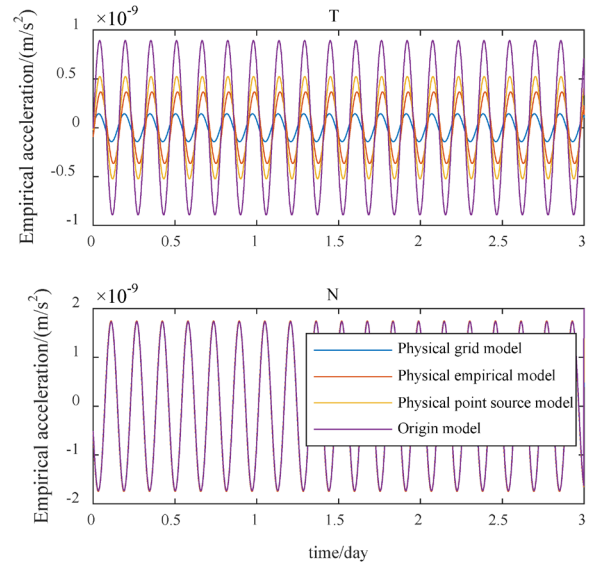 ×10⁻⁹
T
Empirical acceleration/(m/s²)
1
0.5
0
-0.5
-1
0 0.5 1 1.5 2 2.5 3
×10⁻⁹
N
Empirical acceleration/(m/s²)
2
1
0
-1
-2
Physical grid model
Physical empirical model
Physical point source model
Origin model
0 0.5 1 1.5 2 2.5 3
time/day